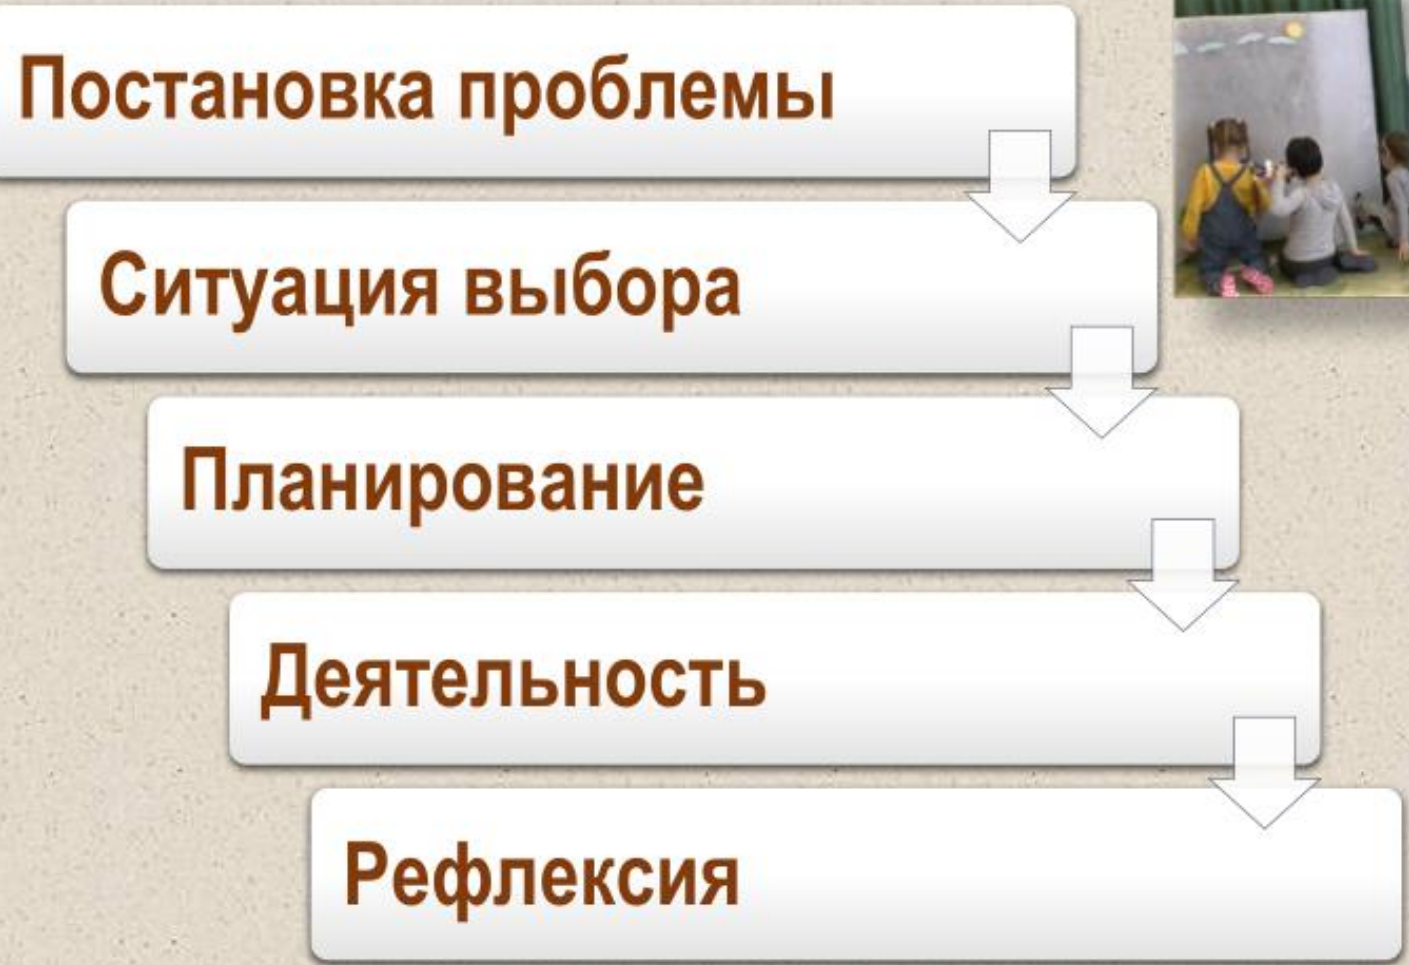 Постановка проблемы
Ситуация выбора
Планирование
Деятельность
Рефлексия